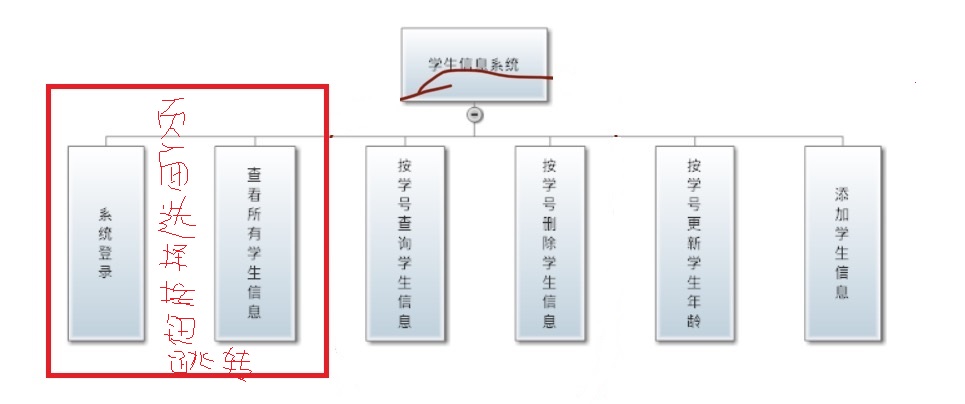 学生信息系统
系统登录
页面选择按钮跳转
查看所有学生信息
按学号查询学生信息
按学号删除学生信息
按学号更新学生年龄
添加学生信息